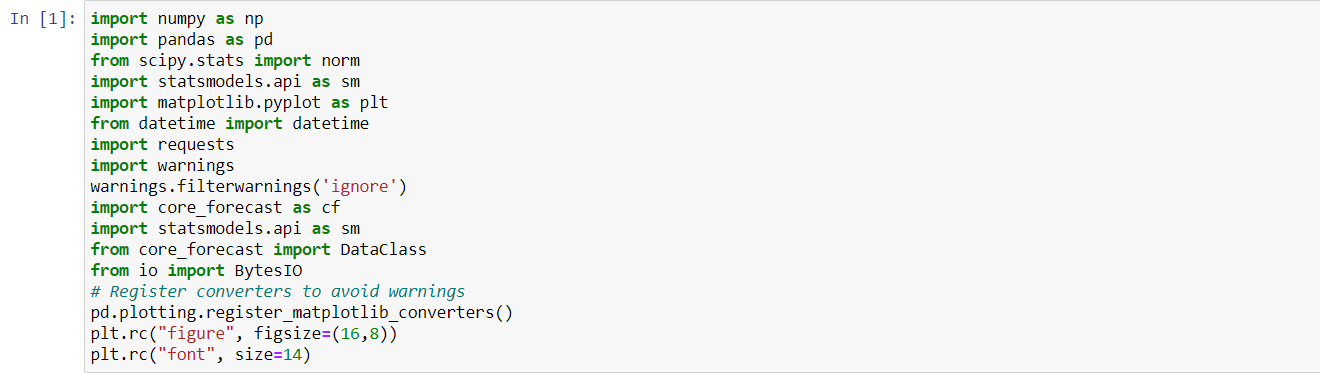 In [1]: import numpy as np
import pandas as pd
from scipy.stats import norm
import statsmodels.api as sm
import matplotlib.pyplot as plt
from datetime import datetime
import requests
import warnings
warnings.filterwarnings('ignore')
import core_forecast as cf
import statsmodels.api as sm
from core_forecast import DataClass
from io import BytesIO
# Register converters to avoid warnings
pd.plotting.register_matplotlib_converters()
plt.rc("figure", figsize=(16,8))
plt.rc("font", size=14)